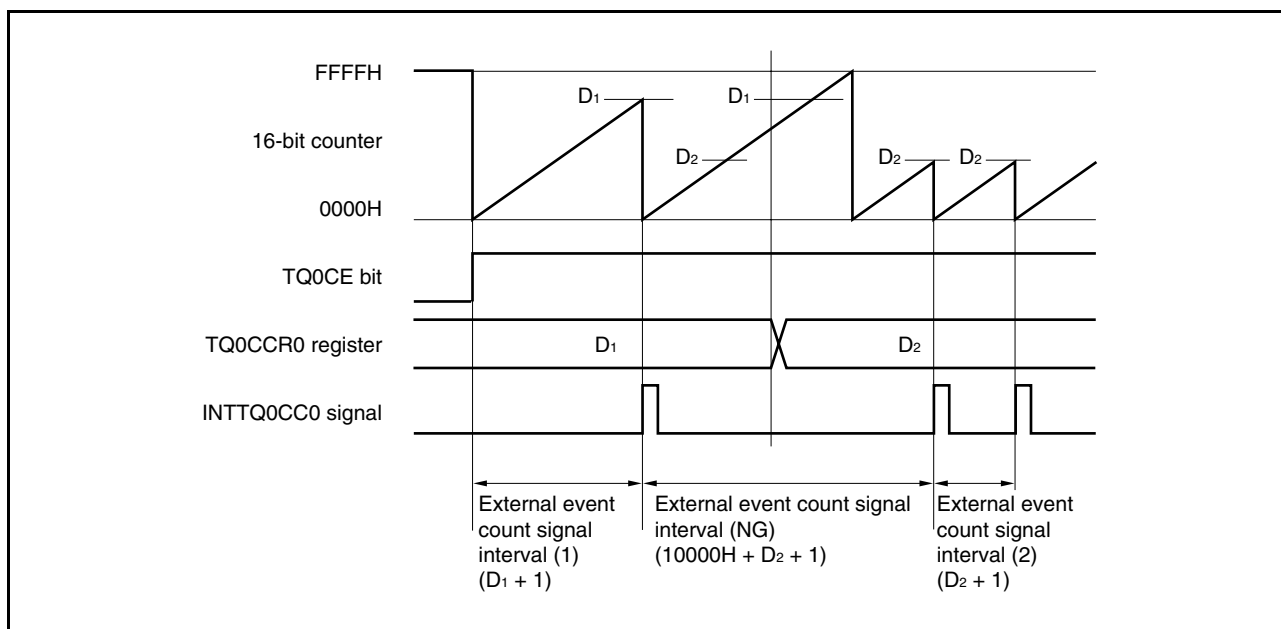 FFFFH
D1
D1
16-bit counter
D2
D2
D2
0000H
TQ0CE bit
TQ0CCR0 register
D1
D2
INTTQ0CC0 signal
External event
count signal
interval (1)
(D1 + 1)
External event count signal
interval (NG)
(10000H + D2 + 1)
External event
count signal
interval (2)
(D2 + 1)